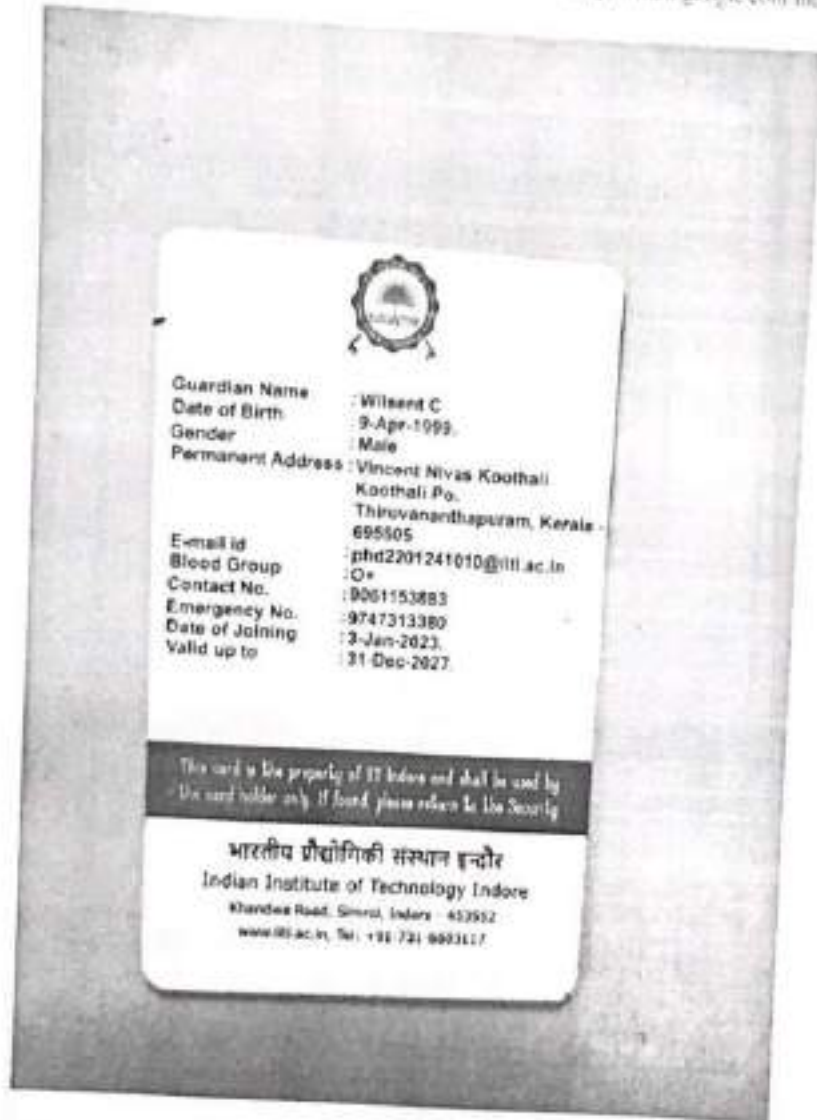 Guardian Name : Wilsent C
Date of Birth : 9-Apr-1999.
Gender : Male
Permanent Address : Vincent Nivas Koothali
Koothali Po.
Thiruvananthapuram, Kerala -
695505
E-mail id : phd2201241010@iiti.ac.in
Blood Group : O+
Contact No. : 9061153883
Emergency No. : 9747313380
Date of Joining : 3-Jan-2023.
Valid up to : 31-Dec-2027.
This card is the property of IIT Indore and shall be used by
the card holder only. If found, please return to the Security
भारतीय प्रौद्योगिकी संस्थान इन्दौर
Indian Institute of Technology Indore
Khandwa Road, Simrol, Indore - 453552
www.iiti.ac.in, Tel.: +91-731-6603117